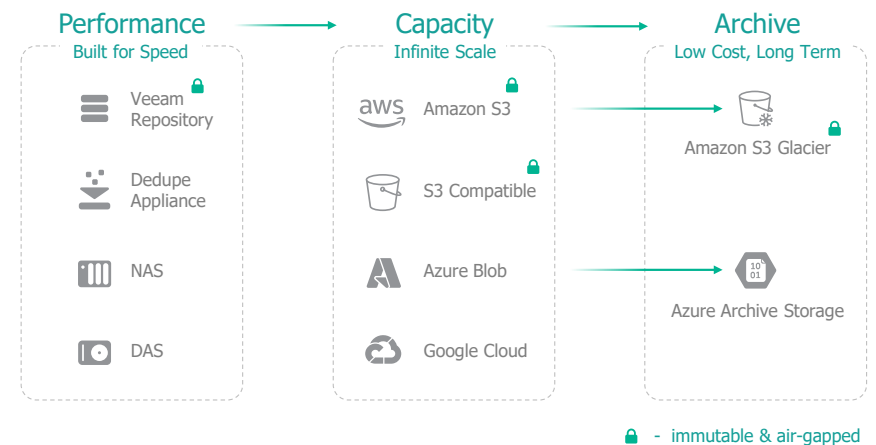 Performance
Built for Speed
Veeam
Repository
Dedupe
Appliance
NAS
DAS
Capacity
Infinite Scale
aws
Amazon S3
S3 Compatible
Azure Blob
Google Cloud
Archive
Low Cost, Long Term
Amazon S3 Glacier
10
01
Azure Archive Storage
- immutable & air-gapped